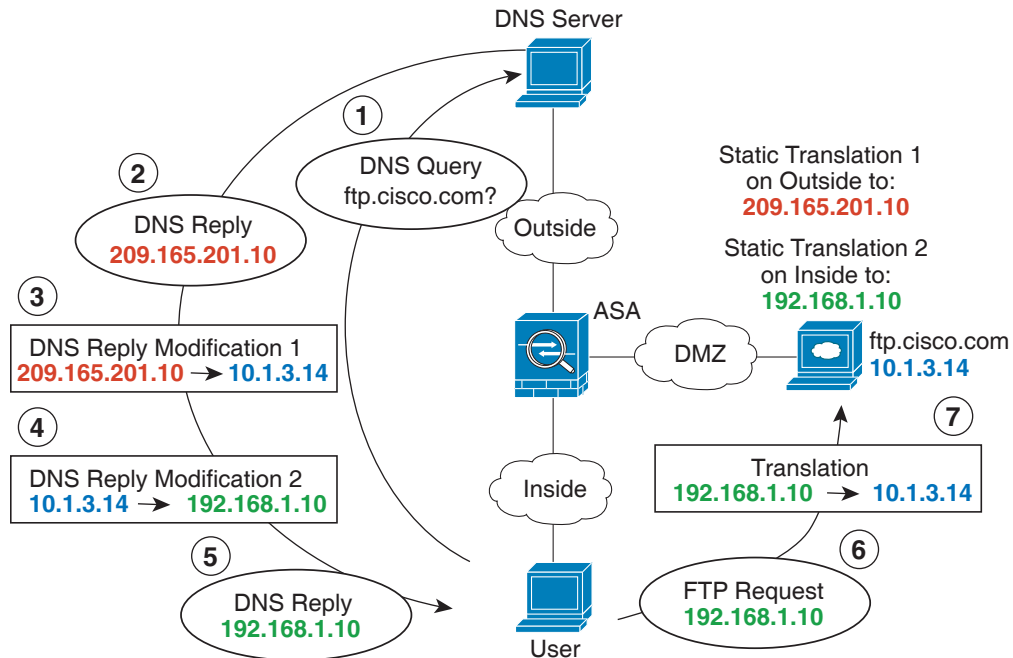 DNS Server
1
DNS Query
ftp.cisco.com?
2
DNS Reply
209.165.201.10
Outside
Static Translation 1
on Outside to:
209.165.201.10
Static Translation 2
on Inside to:
192.168.1.10
3
DNS Reply Modification 1
209.165.201.10 → 10.1.3.14
ASA
DMZ
ftp.cisco.com
10.1.3.14
4
DNS Reply Modification 2
10.1.3.14 → 192.168.1.10
Inside
7
Translation
192.168.1.10 → 10.1.3.14
5
DNS Reply
192.168.1.10
6
FTP Request
192.168.1.10
User